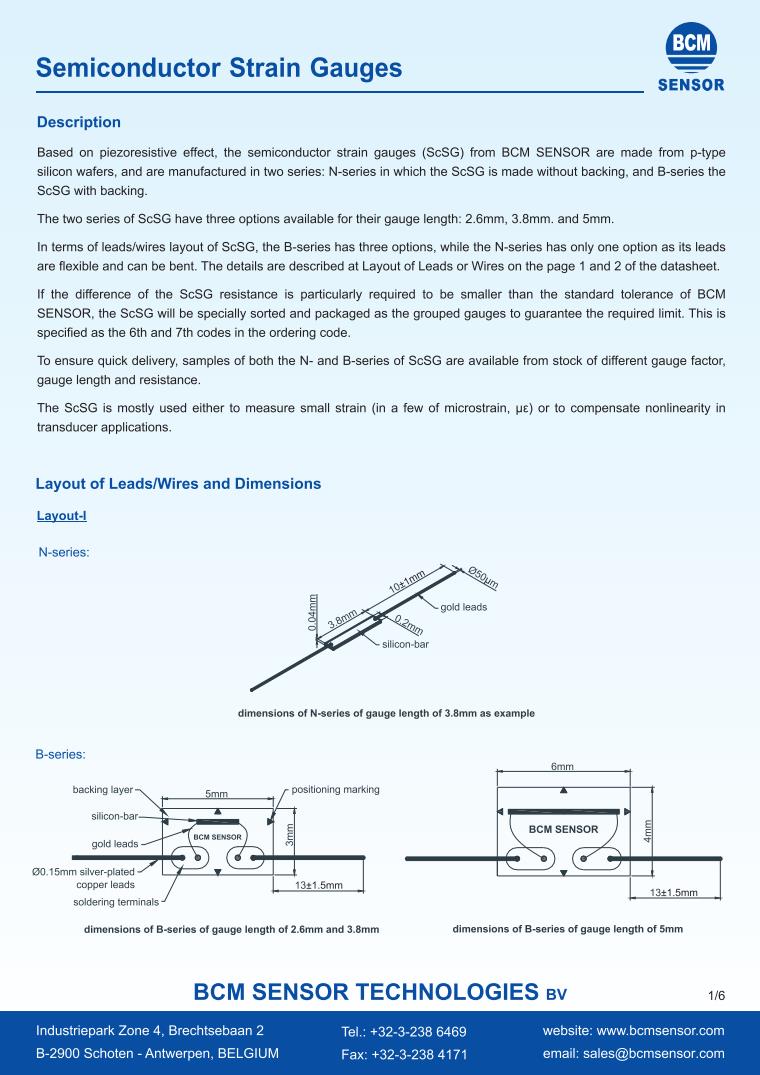 Semiconductor Strain Gauges
BCM
SENSOR
Description
Based on piezoresistive effect, the semiconductor strain gauges (ScSG) from BCM SENSOR are made from p-type
silicon wafers, and are manufactured in two series: N-series in which the ScSG is made without backing, and B-series the
ScSG with backing.
The two series of ScSG have three options available for their gauge length: 2.6mm, 3.8mm. and 5mm.
In terms of leads/wires layout of ScSG, the B-series has three options, while the N-series has only one option as its leads
are flexible and can be bent. The details are described at Layout of Leads or Wires on the page 1 and 2 of the datasheet.
If the difference of the ScSG resistance is particularly required to be smaller than the standard tolerance of BCM
SENSOR, the ScSG will be specially sorted and packaged as the grouped gauges to guarantee the required limit. This is
specified as the 6th and 7th codes in the ordering code.
To ensure quick delivery, samples of both the N- and B-series of ScSG are available from stock of different gauge factor,
gauge length and resistance.
The ScSG is mostly used either to measure small strain (in a few of microstrain, με) or to compensate nonlinearity in
transducer applications.
Layout of Leads/Wires and Dimensions
Layout-I
N-series:
10±1mm
Ø50μm
gold leads
0.04mm
3.8mm
0.2mm
silicon-bar
dimensions of N-series of gauge length of 3.8mm as example
B-series:
backing layer
5mm
positioning marking
silicon-bar
BCM SENSOR
gold leads
3mm
Ø0.15mm silver-plated
copper leads
13±1.5mm
soldering terminals
dimensions of B-series of gauge length of 2.6mm and 3.8mm
6mm
BCM SENSOR
4mm
13±1.5mm
dimensions of B-series of gauge length of 5mm
BCM SENSOR TECHNOLOGIES BV
1/6
Industriepark Zone 4, Brechtsebaan 2
B-2900 Schoten - Antwerpen, BELGIUM
Tel.: +32-3-238 6469
Fax: +32-3-238 4171
website: www.bcmsensor.com
email: sales@bcmsensor.com